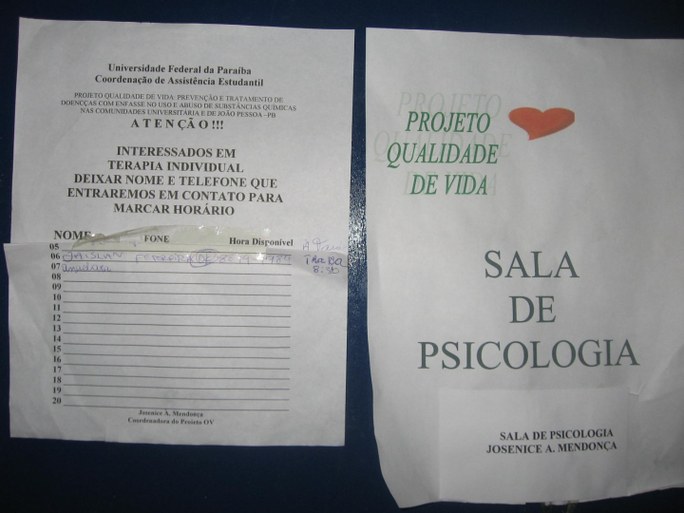 Universidade Federal da Paraíba
Coordenação de Assistência Estudantil
PROJETO QUALIDADE DE VIDA: PREVENÇÃO E TRATAMENTO DE
DOENCÇAS COM ENFASSE NO USO E ABUSO DE SUBSTÂNCIAS QUÍMICAS
NAS COMUNIDADES UNIVERSITÁRIA E DE JOÃO PESSOA –PB
A T E N Ç Ã O !!!
INTERESSADOS EM
TERAPIA INDIVIDUAL
DEIXAR NOME E TELEFONE QUE
ENTRAREMOS EM CONTATO PARA
MARCAR HORÁRIO
NOME FONE Hora Disponível
05
06
07
08
09
10
11
12
13
14
15
16
17
18
19
20
Josenice A. Mendonça
Coordenadora do Projeto QV
PROJETO
QUALIDADE
DE VIDA
SALA
DE
PSICOLOGIA
SALA DE PSICOLOGIA
JOSENICE A. MENDONÇA